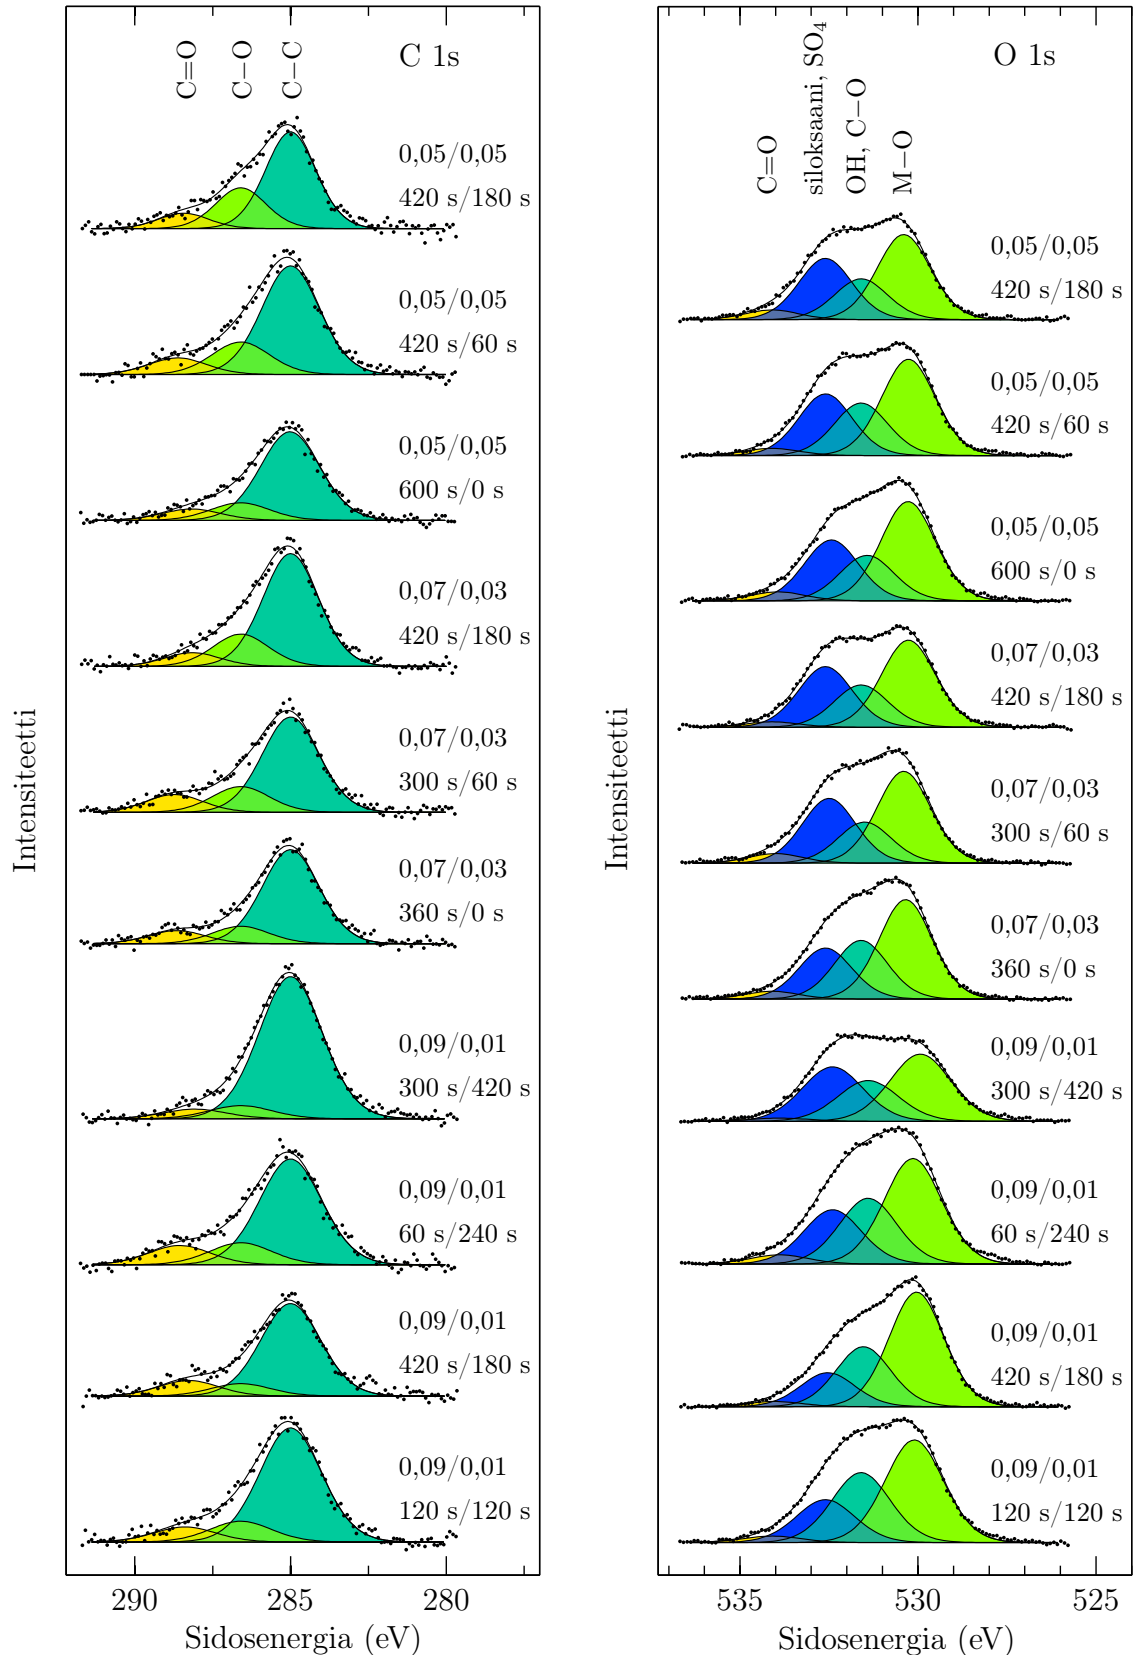 C 1s
C=O
C−O
C−C
0,05/0,05
420 s/180 s
0,05/0,05
420 s/60 s
0,05/0,05
600 s/0 s
0,07/0,03
420 s/180 s
0,07/0,03
300 s/60 s
0,07/0,03
360 s/0 s
0,09/0,01
300 s/420 s
0,09/0,01
60 s/240 s
0,09/0,01
420 s/180 s
0,09/0,01
120 s/120 s
Intensiteetti
290
285
280
Sidosenergia (eV)
O 1s
C=O
siloksaani, SO₄
OH, C−O
M−O
0,05/0,05
420 s/180 s
0,05/0,05
420 s/60 s
0,05/0,05
600 s/0 s
0,07/0,03
420 s/180 s
0,07/0,03
300 s/60 s
0,07/0,03
360 s/0 s
0,09/0,01
300 s/420 s
0,09/0,01
60 s/240 s
0,09/0,01
420 s/180 s
0,09/0,01
120 s/120 s
Intensiteetti
535
530
525
Sidosenergia (eV)